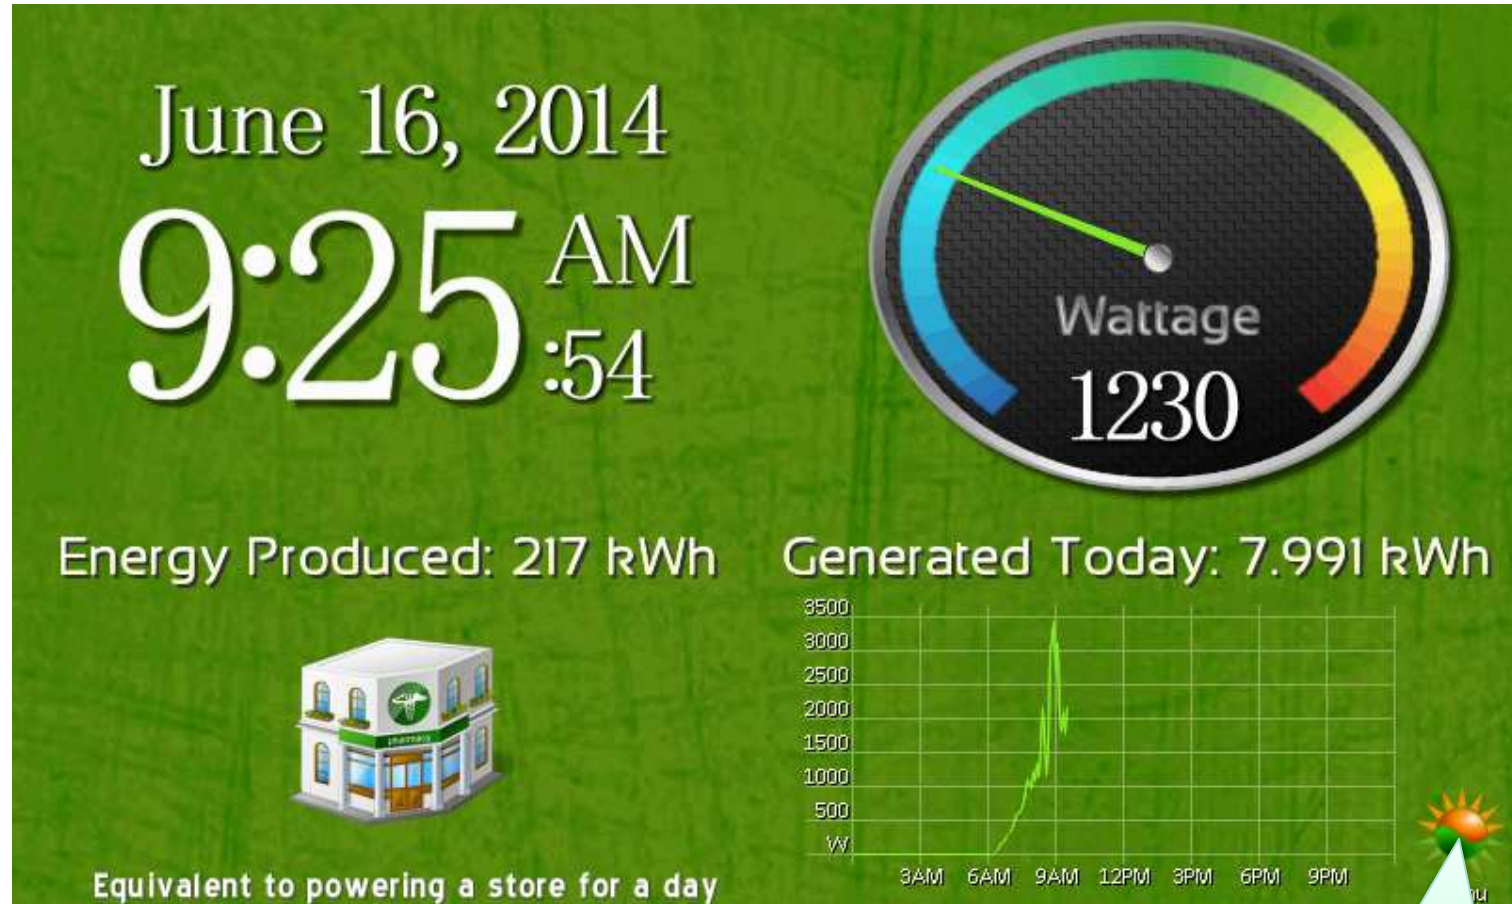 June 16, 2014
9:25 AM
:54
Wattage
1230
Energy Produced: 217 kWh
pharmacy
Equivalent to powering a store for a day
Generated Today: 7.991 kWh
3500
3000
2500
2000
1500
1000
500
W
3AM 6AM 9AM 12PM 3PM 6PM 9PM